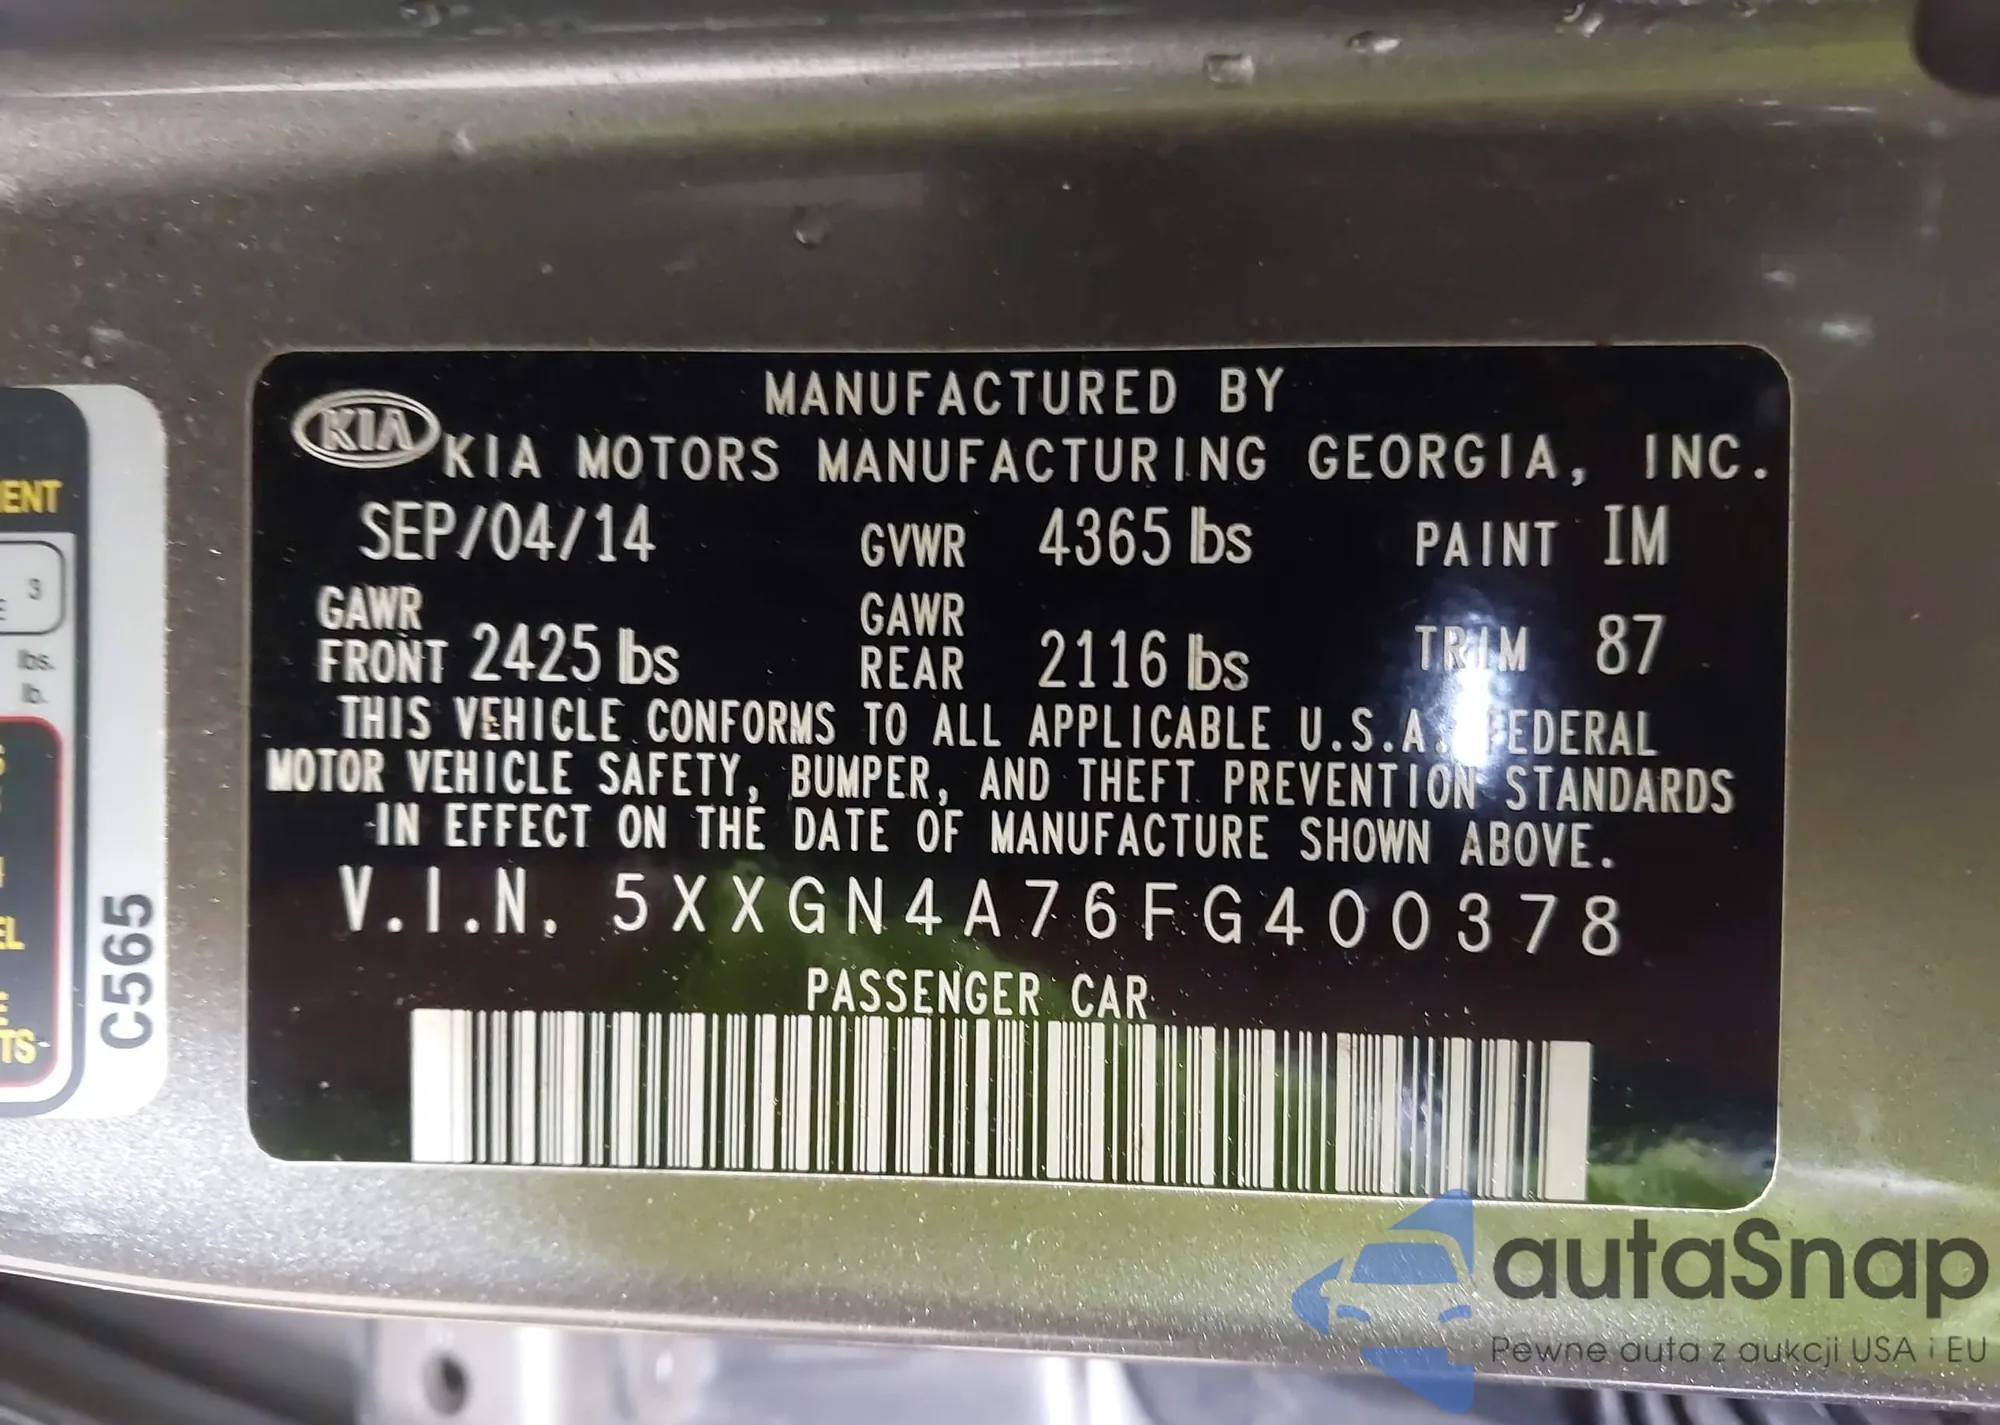 KIA
MANUFACTURED BY
KIA MOTORS MANUFACTURING GEORGIA, INC.
SEP/04/14 GVWR 4365 lbs PAINT IM
GAWR FRONT 2425 lbs GAWR REAR 2116 lbs TRIM 87
THIS VEHICLE CONFORMS TO ALL APPLICABLE U.S.A. FEDERAL
MOTOR VEHICLE SAFETY, BUMPER, AND THEFT PREVENTION STANDARDS
IN EFFECT ON THE DATE OF MANUFACTURE SHOWN ABOVE.
V.I.N. 5XXGN4A76FG400378
PASSENGER CAR
3
lbs.
lb.
C565
autaSnap
Pewne auta z aukcji USA i EU